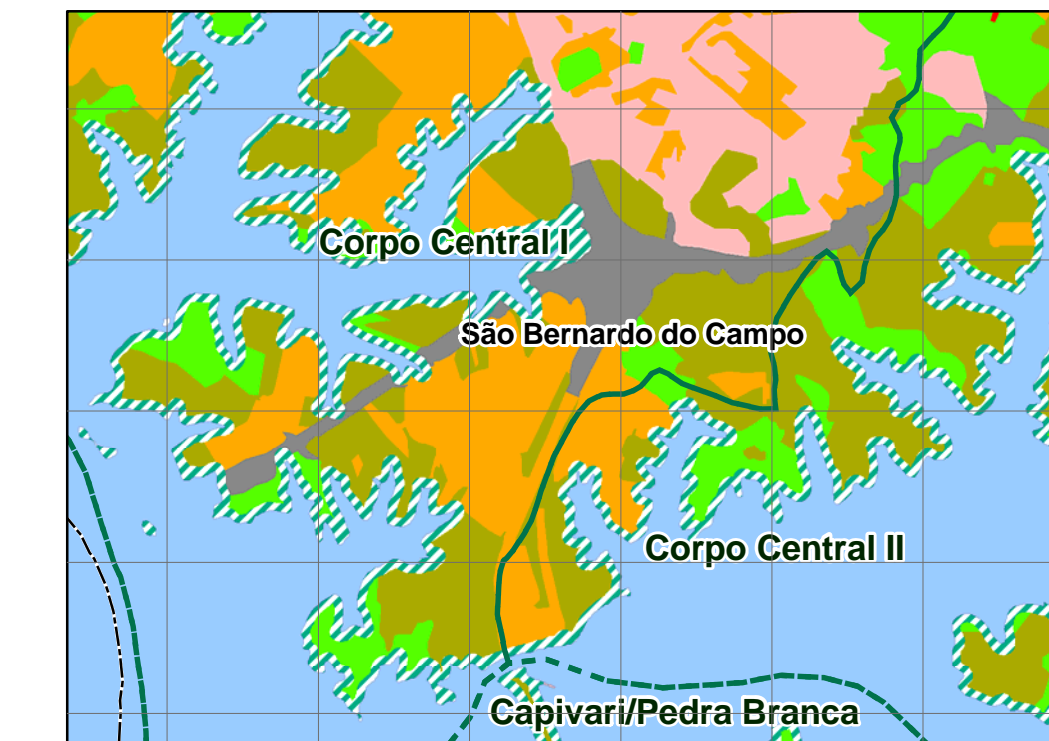 Corpo Central I
São Bernardo do Campo
Corpo Central II
Capivari/Pedra Branca